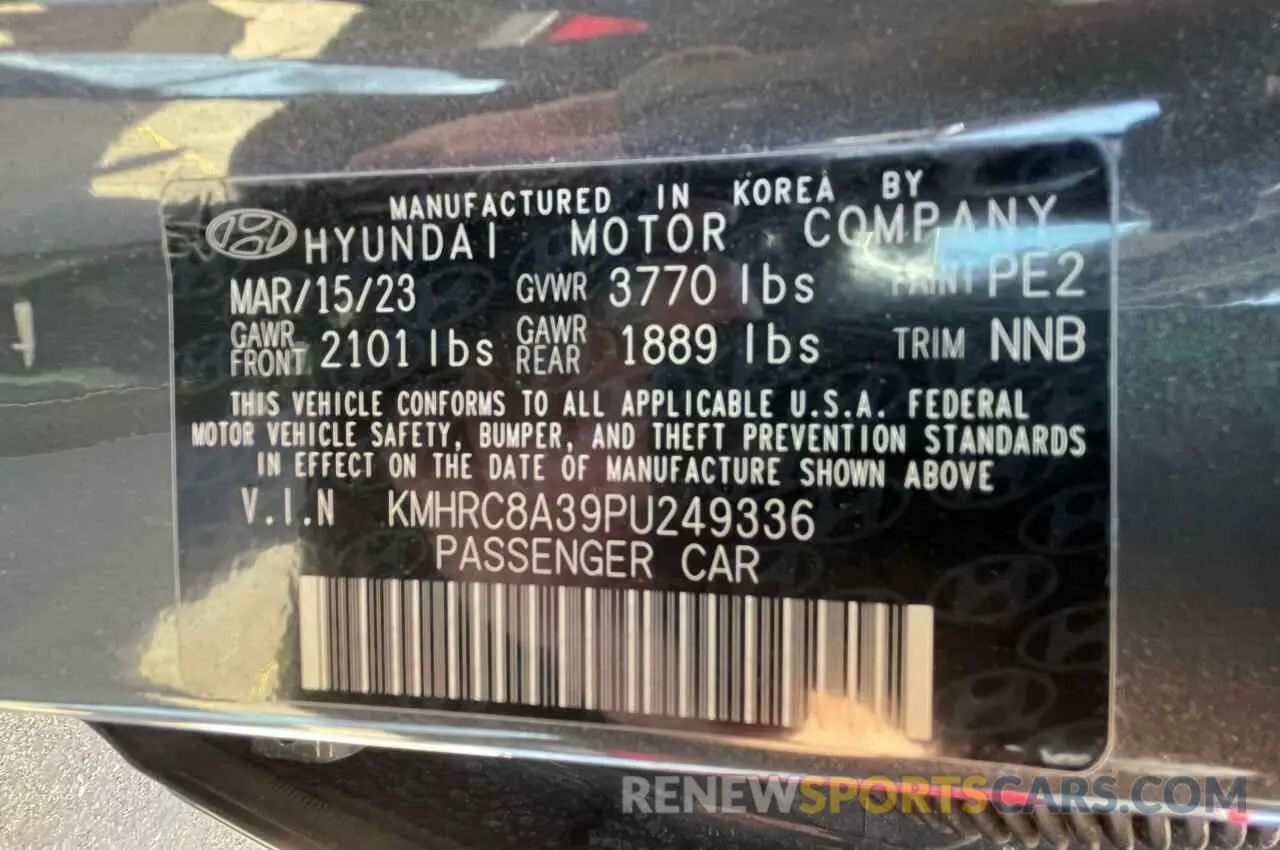 MANUFACTURED IN KOREA BY
HYUNDAI MOTOR COMPANY
MAR/15/23 GVWR 3770 lbs PAINT PE2
GAWR FRONT 2101 lbs GAWR REAR 1889 lbs TRIM NNB
THIS VEHICLE CONFORMS TO ALL APPLICABLE U.S.A. FEDERAL
MOTOR VEHICLE SAFETY, BUMPER, AND THEFT PREVENTION STANDARDS
IN EFFECT ON THE DATE OF MANUFACTURE SHOWN ABOVE
V.I.N KMHRC8A39PU249336
PASSENGER CAR
RENEWSPORTSCARS.COM